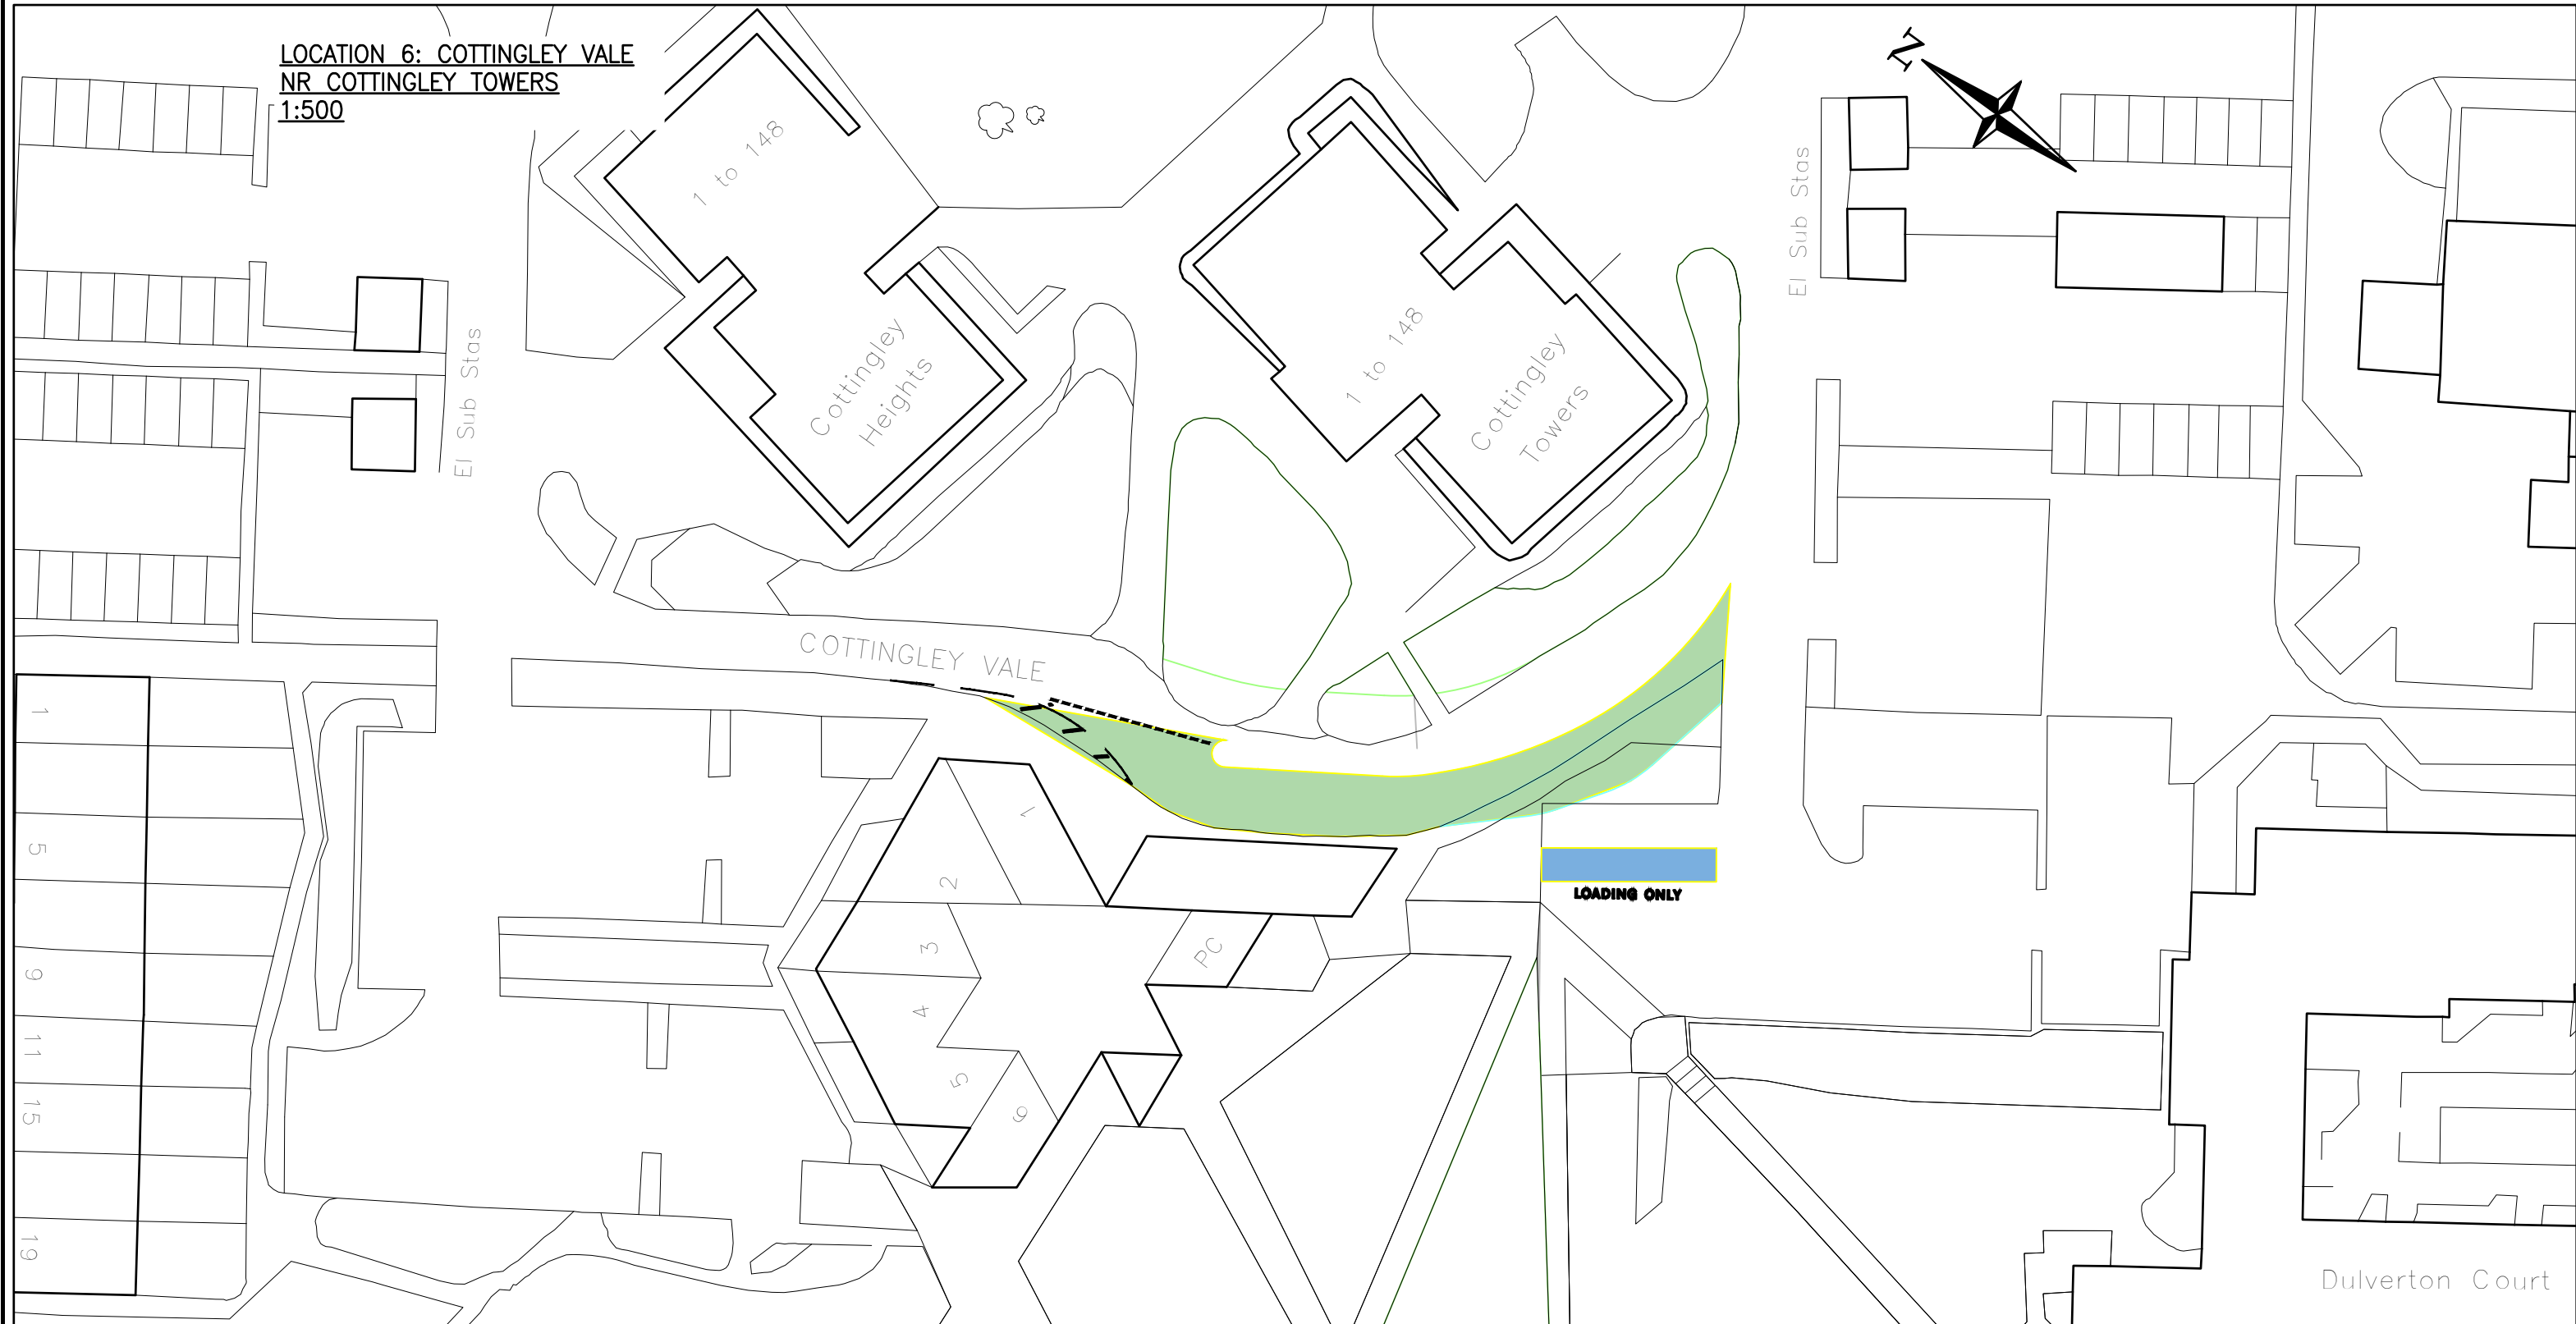 LOCATION 6: COTTINGLEY VALE
NR COTTINGLEY TOWERS
1:500
N
1 to 148
Cottingley
Heights
1 to 148
Cottingley
Towers
El Sub Stas
El Sub Stas
COTTINGLEY VALE
LOADING ONLY
1
5
9
11
15
19
1
2
3
4
5
6
PC
Dulverton Court